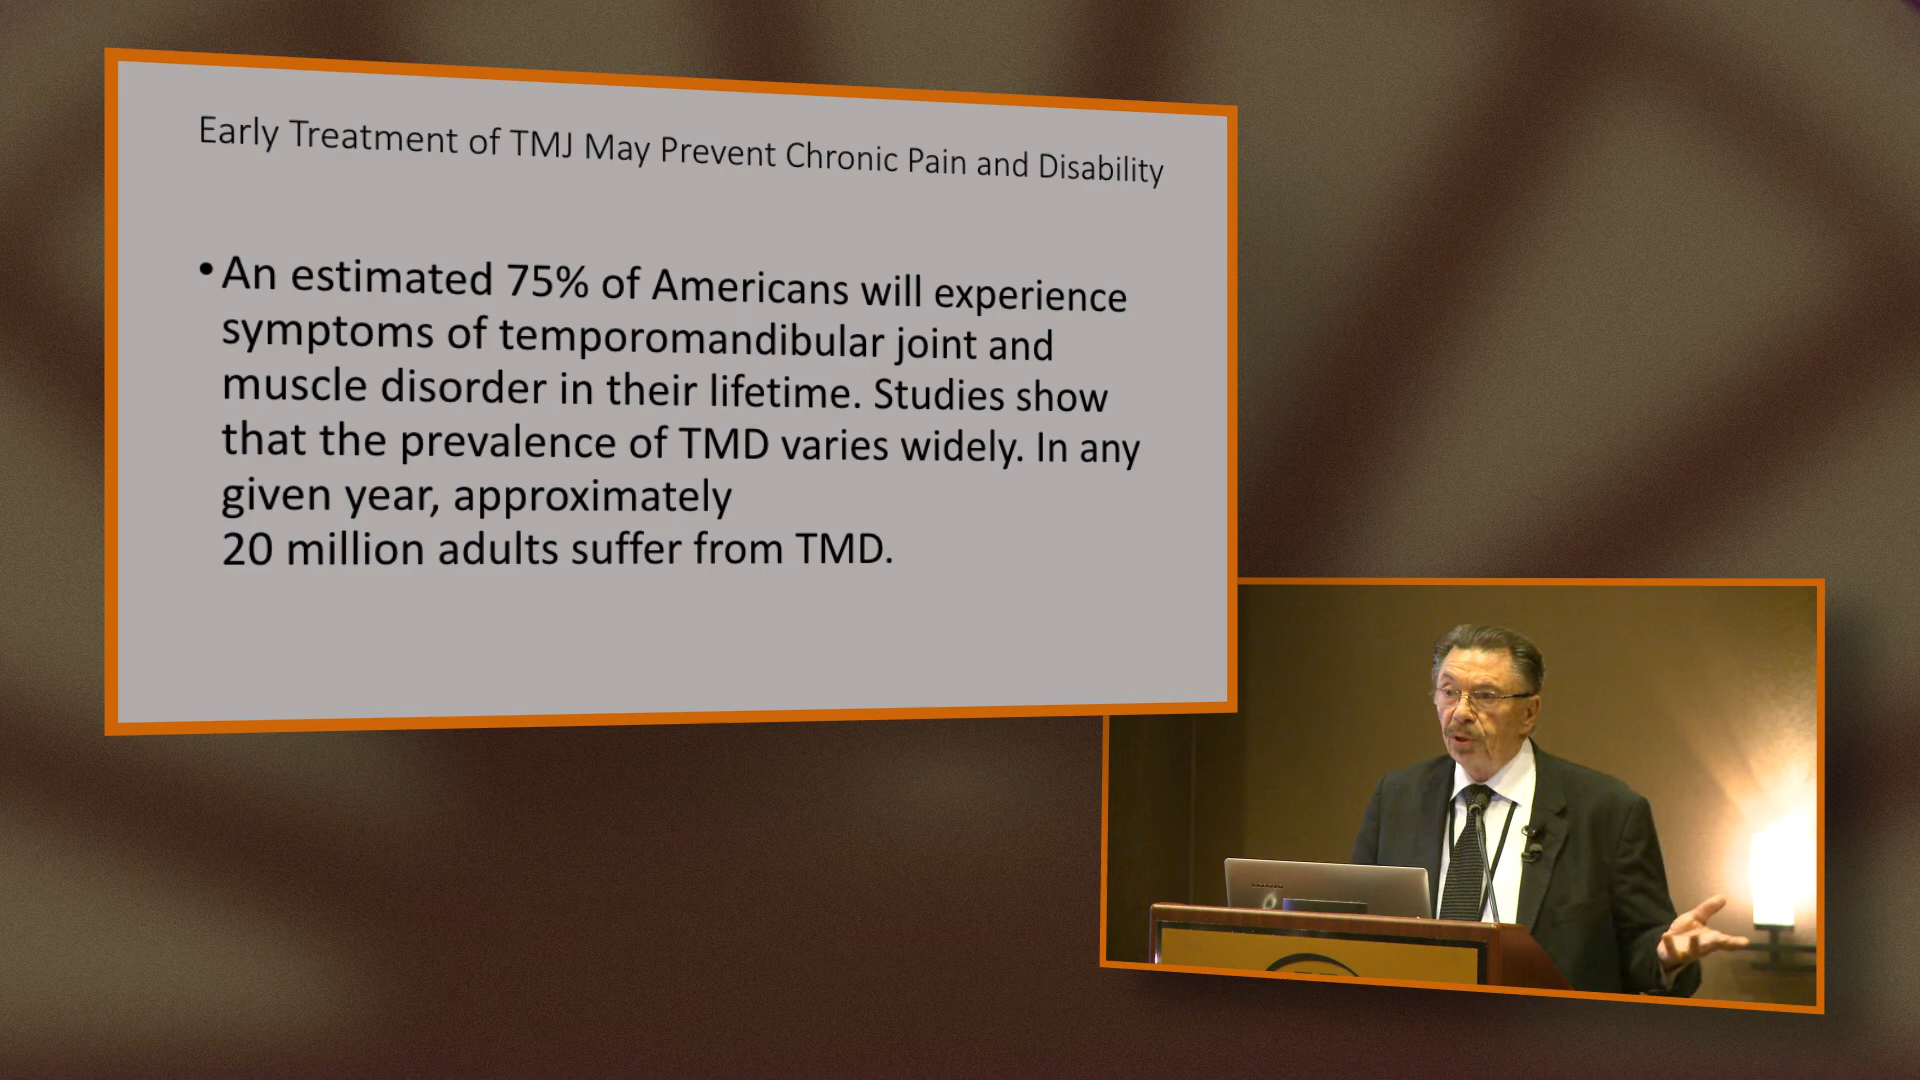 Early Treatment of TMJ May Prevent Chronic Pain and Disability
• An estimated 75% of Americans will experience
symptoms of temporomandibular joint and
muscle disorder in their lifetime. Studies show
that the prevalence of TMD varies widely. In any
given year, approximately
20 million adults suffer from TMD.